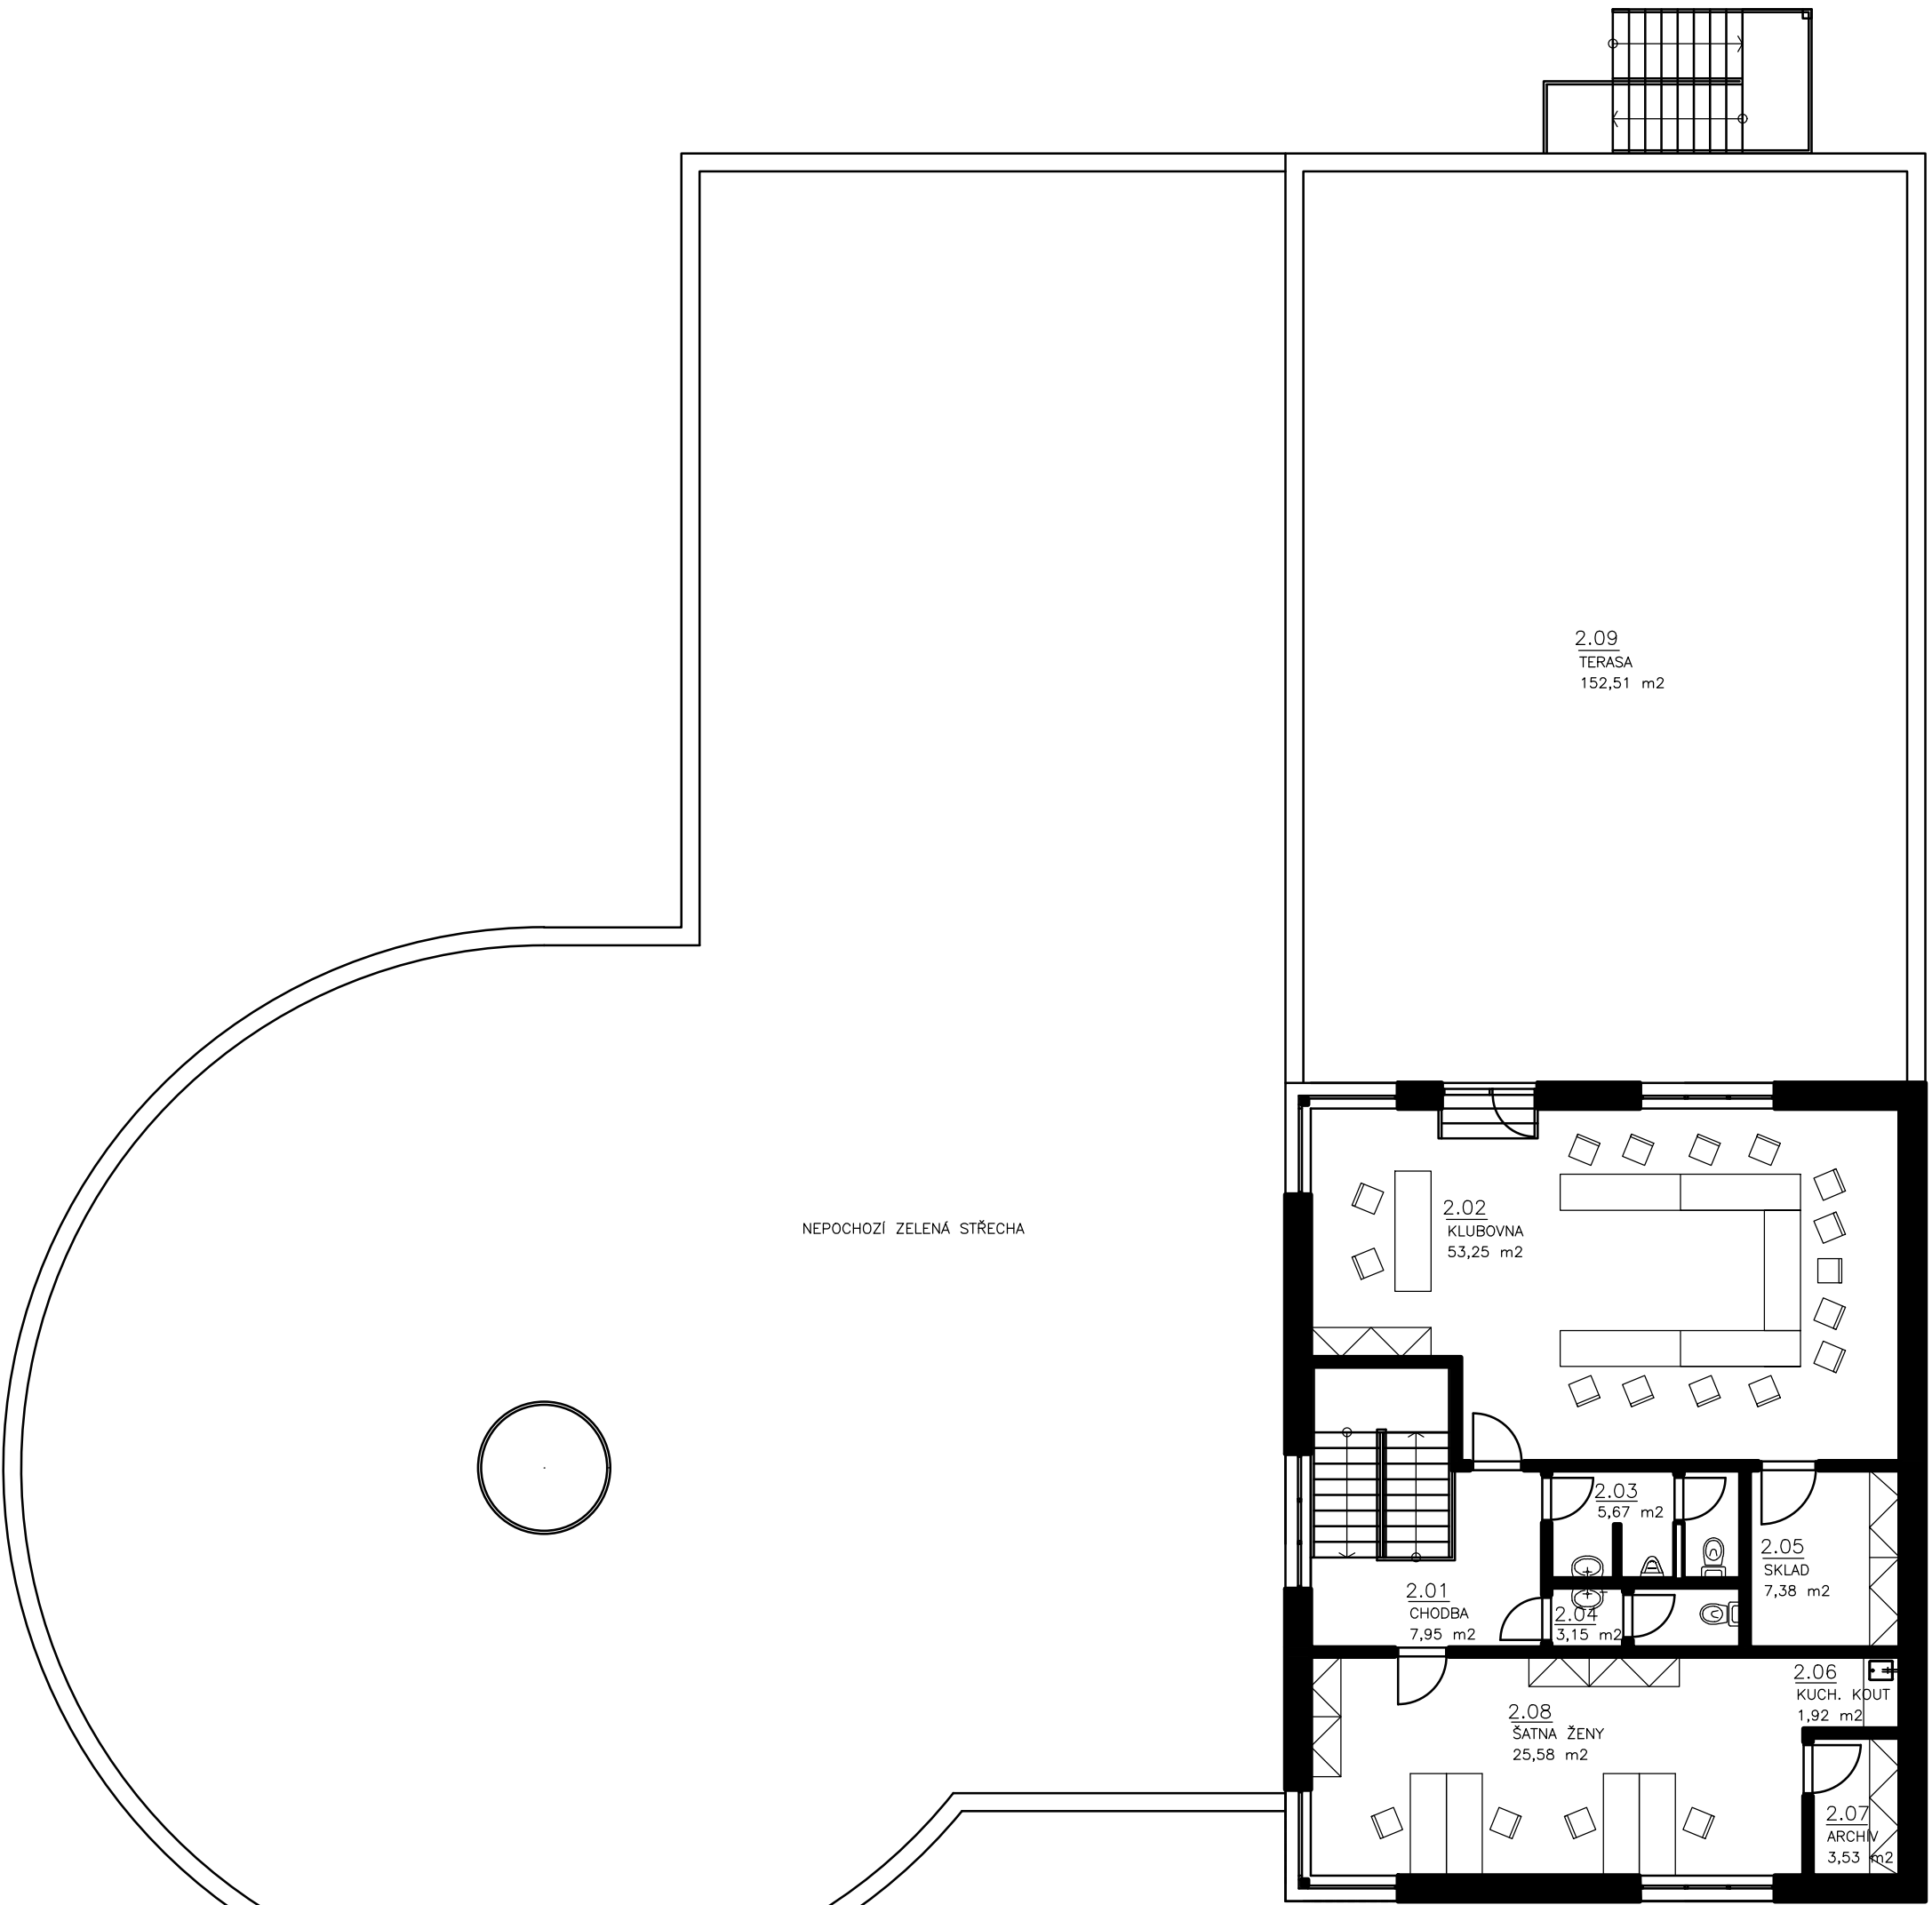 2.09
TERASA
152,51 m2
NEPOCHOZÍ ZELENÁ STŘECHA
2.02
KLUBOVNA
53,25 m2
2.03
5,67 m2
2.05
SKLAD
7,38 m2
2.01
CHODBA
7,95 m2
2.04
3,15 m2
2.06
KUCH. KOUT
1,92 m2
2.08
ŠATNA ŽENY
25,58 m2
2.07
ARCHÍV
3,53 m2